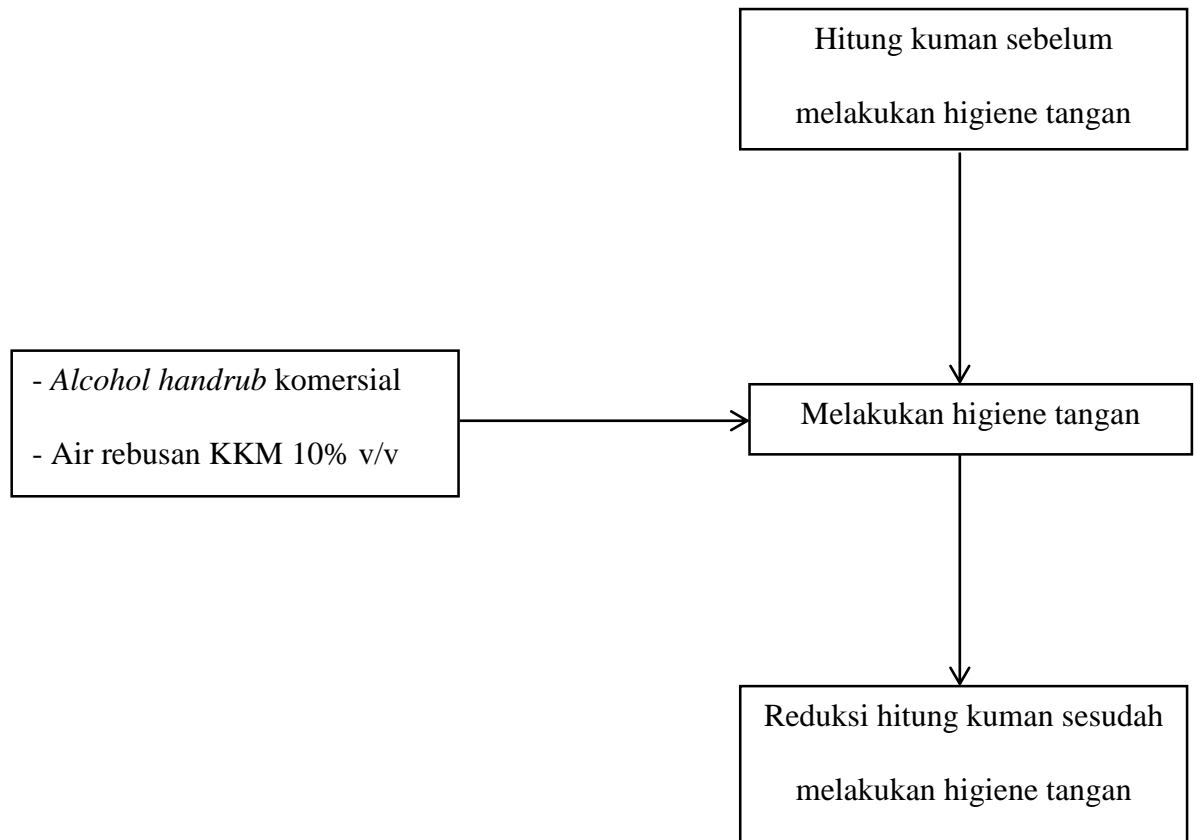 Hitung kuman sebelum
melakukan higiene tangan
- Alcohol handrub komersial
- Air rebusan KKM 10% v/v
Melakukan higiene tangan
Reduksi hitung kuman sesudah
melakukan higiene tangan